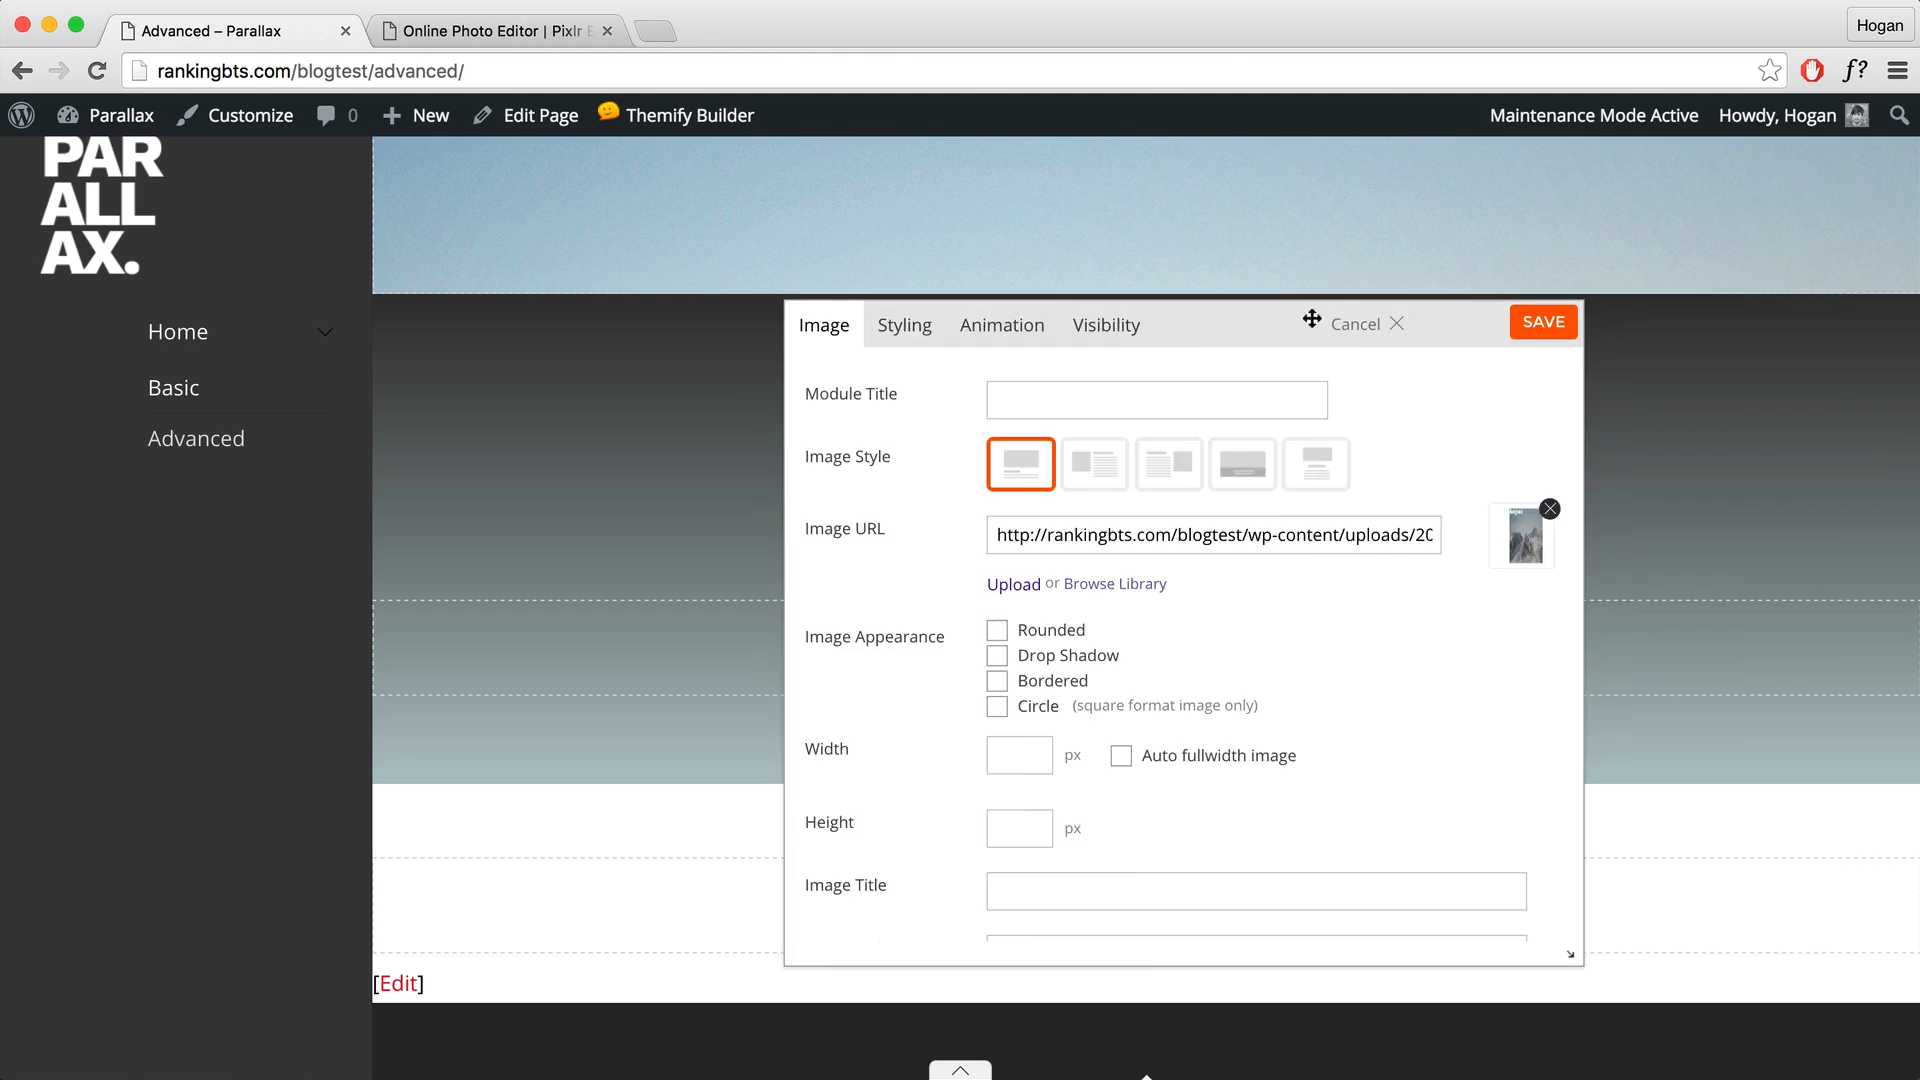 Advanced – Parallax
Online Photo Editor | Pixlr E
Hogan
rankingbts.com/blogtest/advanced/
f?
Parallax
Customize
0
New
Edit Page
Themify Builder
Maintenance Mode Active
Howdy, Hogan
PAR
ALL
AX.
Home
Basic
Advanced
Image
Styling
Animation
Visibility
Cancel
SAVE
Module Title
Image Style
Image URL
http://rankingbts.com/blogtest/wp-content/uploads/20
Upload or Browse Library
Image Appearance
Rounded
Drop Shadow
Bordered
Circle (square format image only)
Width
px
Auto fullwidth image
Height
px
Image Title
[Edit]